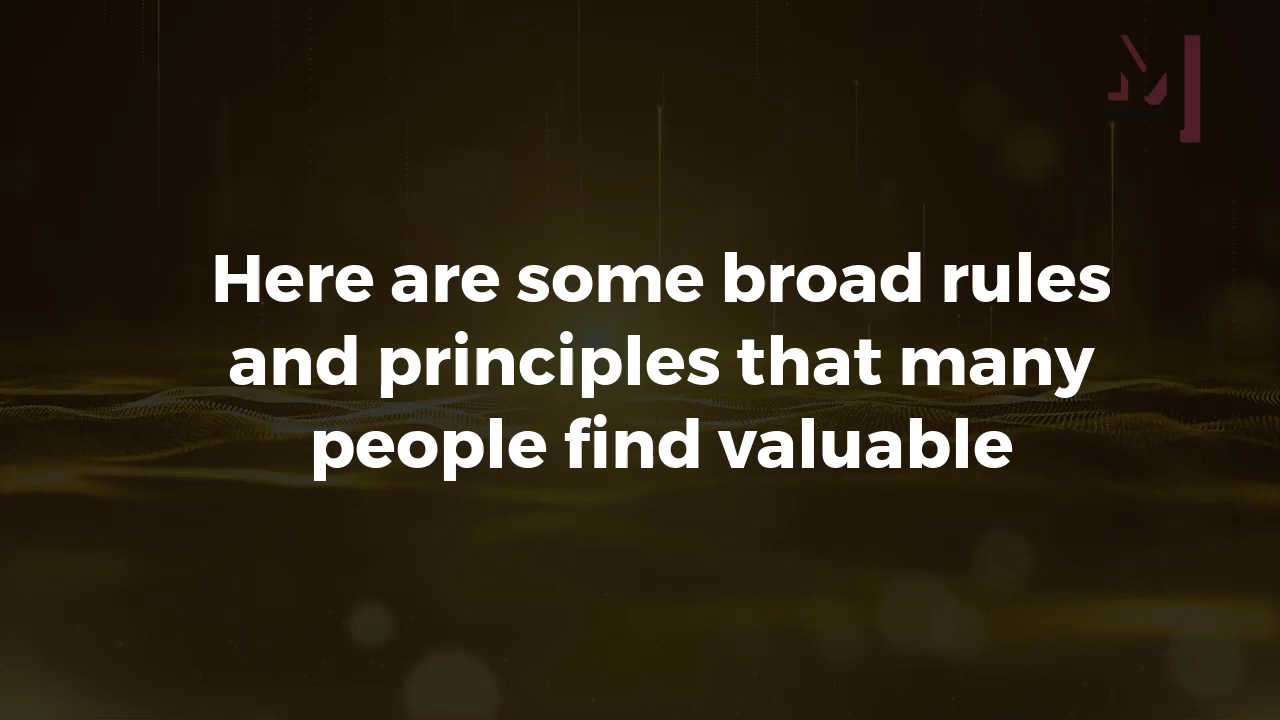 Here are some broad rules
and principles that many
people find valuable